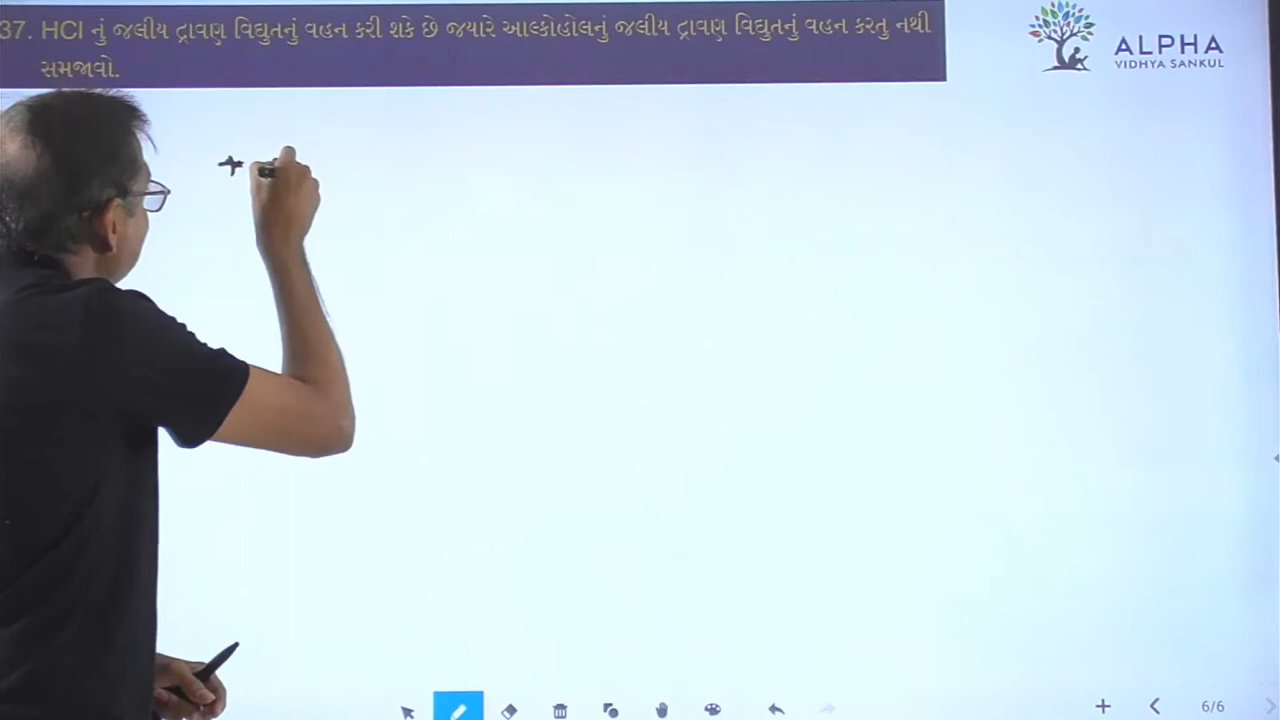 37. HCl નું જલીય દ્રાવણ વિદ્યુતનું વહન કરી શકે છે જયારે આલ્કોહોલનું જલીય દ્રાવણ વિદ્યુતનું વહન કરતુ નથી
સમજાવો.
ALPHA
VIDHYA SANKUL
6/6